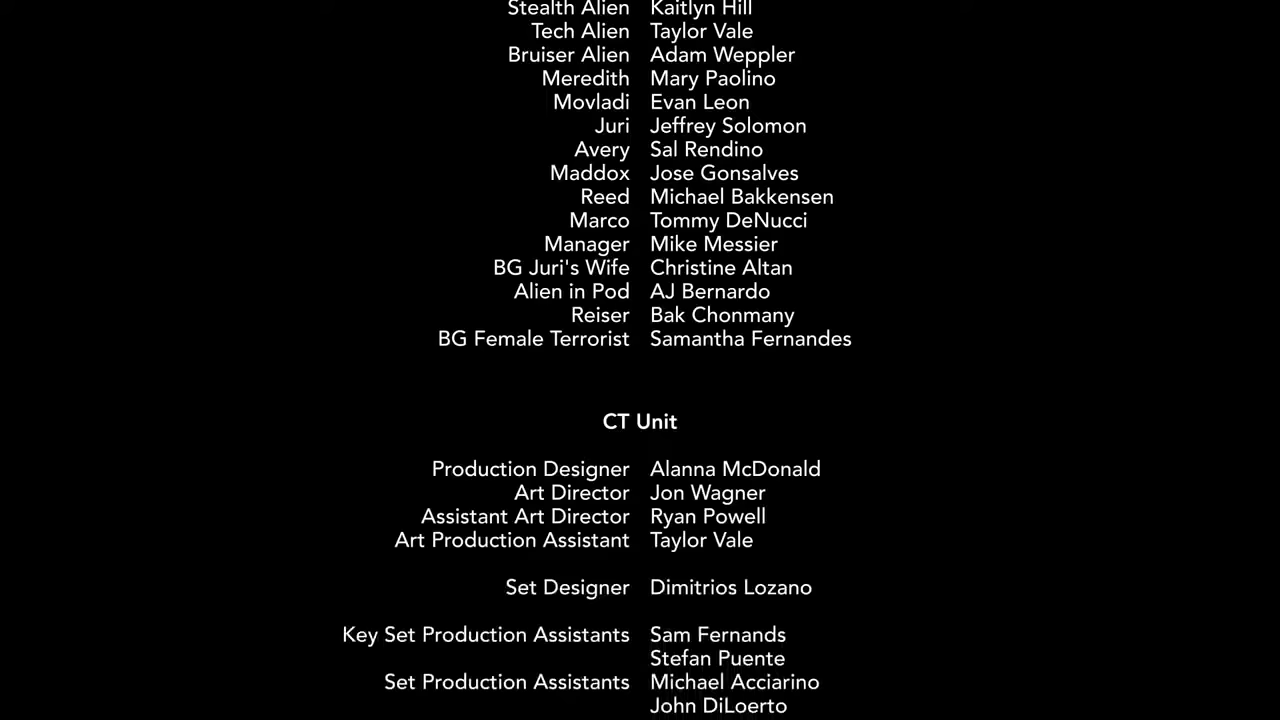 Stealth Alien Kaitlyn Hill
Tech Alien Taylor Vale
Bruiser Alien Adam Weppler
Meredith Mary Paolino
Movladi Evan Leon
Juri Jeffrey Solomon
Avery Sal Rendino
Maddox Jose Gonsalves
Reed Michael Bakkensen
Marco Tommy DeNucci
Manager Mike Messier
BG Juri's Wife Christine Altan
Alien in Pod AJ Bernardo
Reiser Bak Chonmany
BG Female Terrorist Samantha Fernandes
CT Unit
Production Designer Alanna McDonald
Art Director Jon Wagner
Assistant Art Director Ryan Powell
Art Production Assistant Taylor Vale
Set Designer Dimitrios Lozano
Key Set Production Assistants Sam Fernands
Stefan Puente
Set Production Assistants Michael Acciarino
John DiLoerto